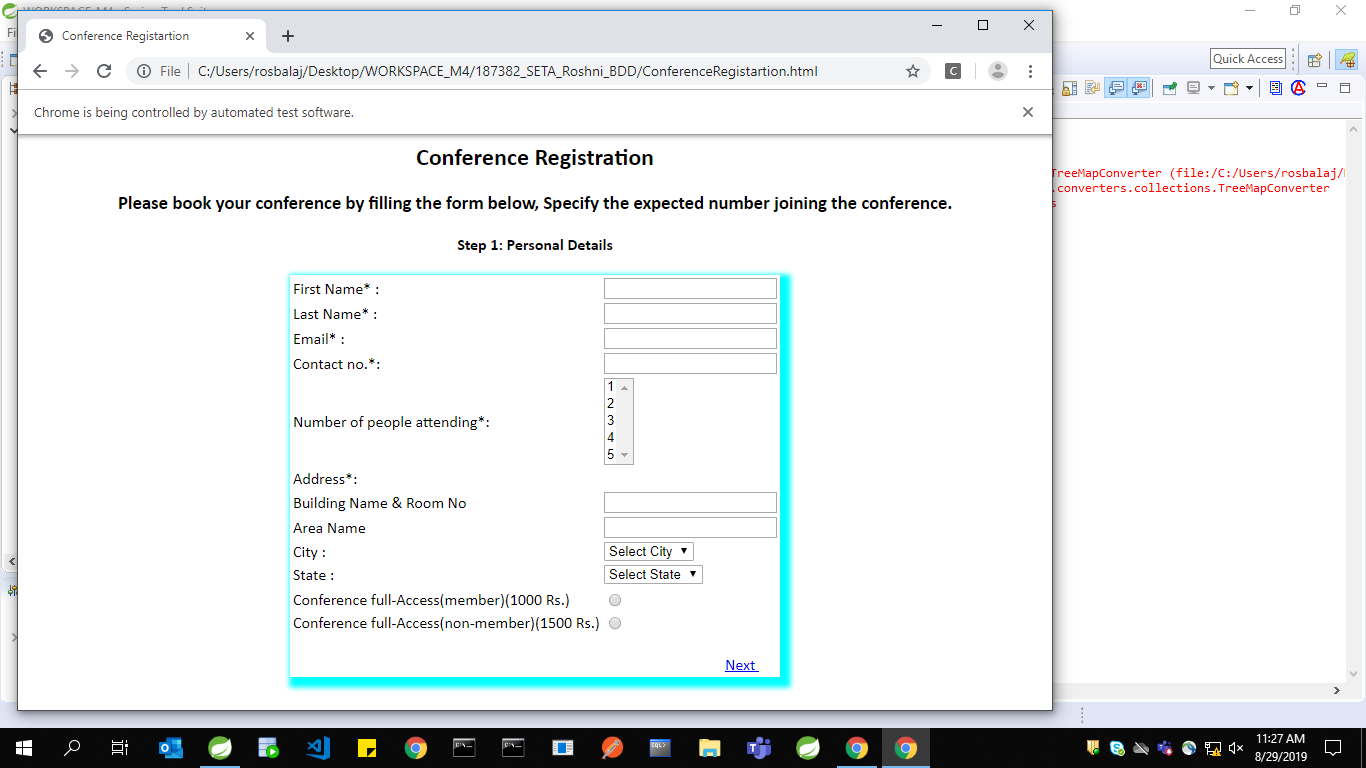 Conference Registartion
File
C:/Users/rosbalaj/Desktop/WORKSPACE_M4/187382_SETA_Roshni_BDD/ConferenceRegistartion.html
Chrome is being controlled by automated test software.
Quick Access
Conference Registration
Please book your conference by filling the form below, Specify the expected number joining the conference.
Step 1: Personal Details
First Name* :
Last Name* :
Email* :
Contact no.*:
Number of people attending*:
1
2
3
4
5
Address*:
Building Name & Room No
Area Name
City : Select City
State : Select State
Conference full-Access(member)(1000 Rs.)
Conference full-Access(non-member)(1500 Rs.)
Next
TreeMapConverter (file:/C:/Users/rosbalaj/
.converters.collections.TreeMapConverter
11:27 AM
8/29/2019